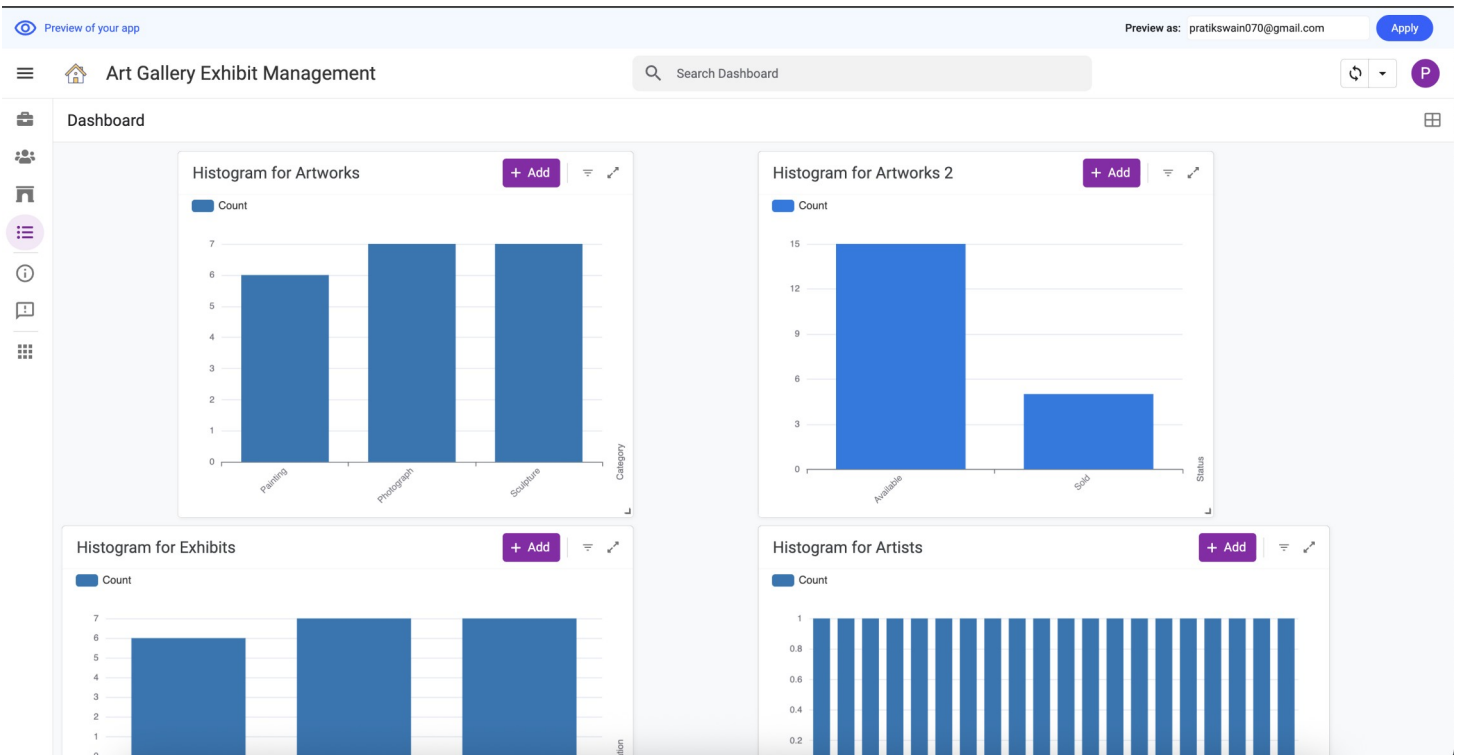 Preview of your app
Preview as: pratikswain070@gmail.com Apply
Art Gallery Exhibit Management
Search Dashboard
P
Dashboard
Histogram for Artworks
+ Add
Count
7
6
5
4
3
2
1
0
Painting
Photograph
Sculpture
Category
Histogram for Artworks 2
+ Add
Count
15
12
9
6
3
0
Available
Sold
Status
Histogram for Exhibits
+ Add
Count
7
6
5
4
3
2
1
Histogram for Artists
+ Add
Count
1
0.8
0.6
0.4
0.2